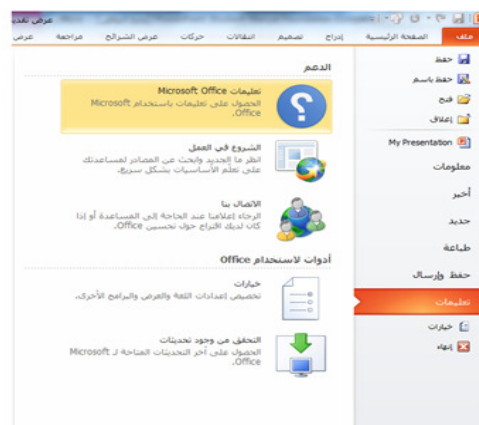 عرض تقديم
ملف الصفحة الرئيسية إدراج تصميم انتقالات حركات عرض الشرائح مراجعة عرض
حفظ
حفظ باسم
فتح
إغلاق
My Presentation
معلومات
أخير
جديد
طباعة
حفظ وإرسال
تعليمات
خيارات
إنهاء
الدعم
تعليمات Microsoft Office
الحصول على تعليمات باستخدام Microsoft
Office.
الشروع في العمل
انظر ما الجديد وابحث عن المصادر لمساعدتك
على تعلم الأساسيات بشكل سريع.
الاتصال بنا
الرجاء إعلامنا عند الحاجة إلى المساعدة أو إذا
كان لديك اقتراح حول تحسين Office.
أدوات لاستخدام Office
خيارات
تخصيص إعدادات اللغة والعرض والبرامج الأخرى.
التحقق من وجود تحديثات
الحصول على آخر التحديثات المتاحة لـ Microsoft
Office.